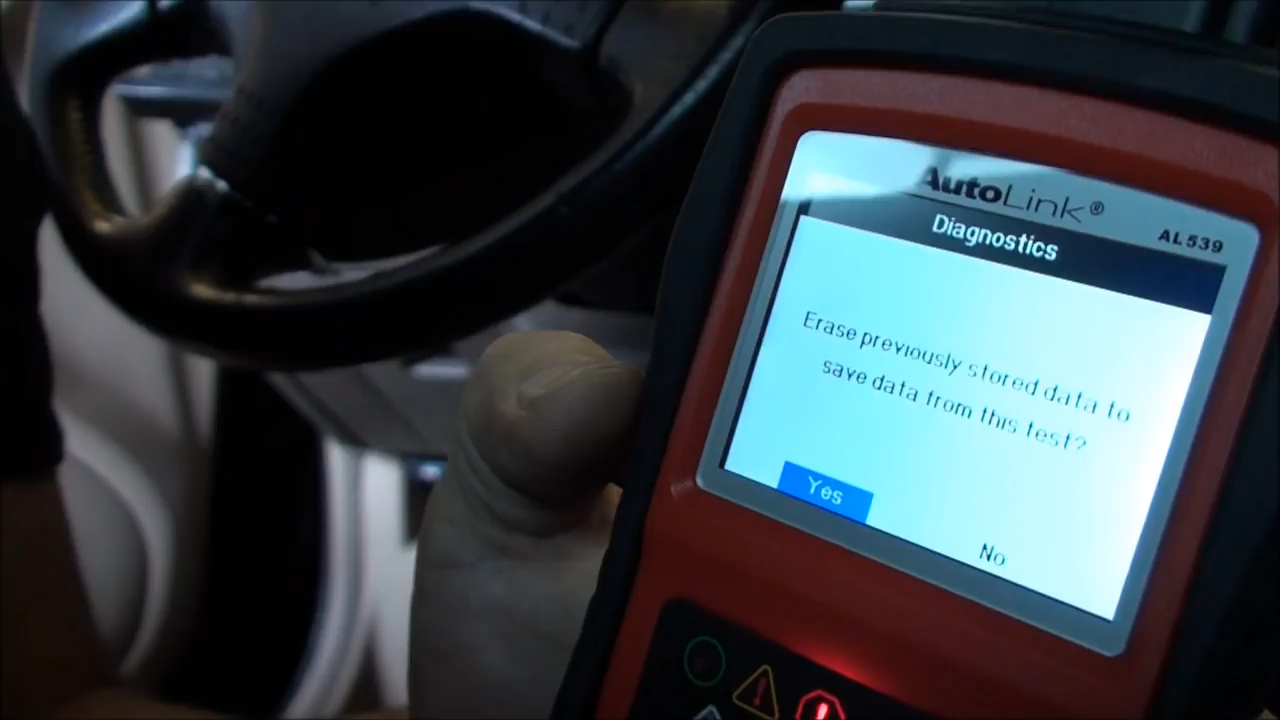 AutoLink®
AL539
Diagnostics
Erase previously stored data to
save data from this test?
Yes
No